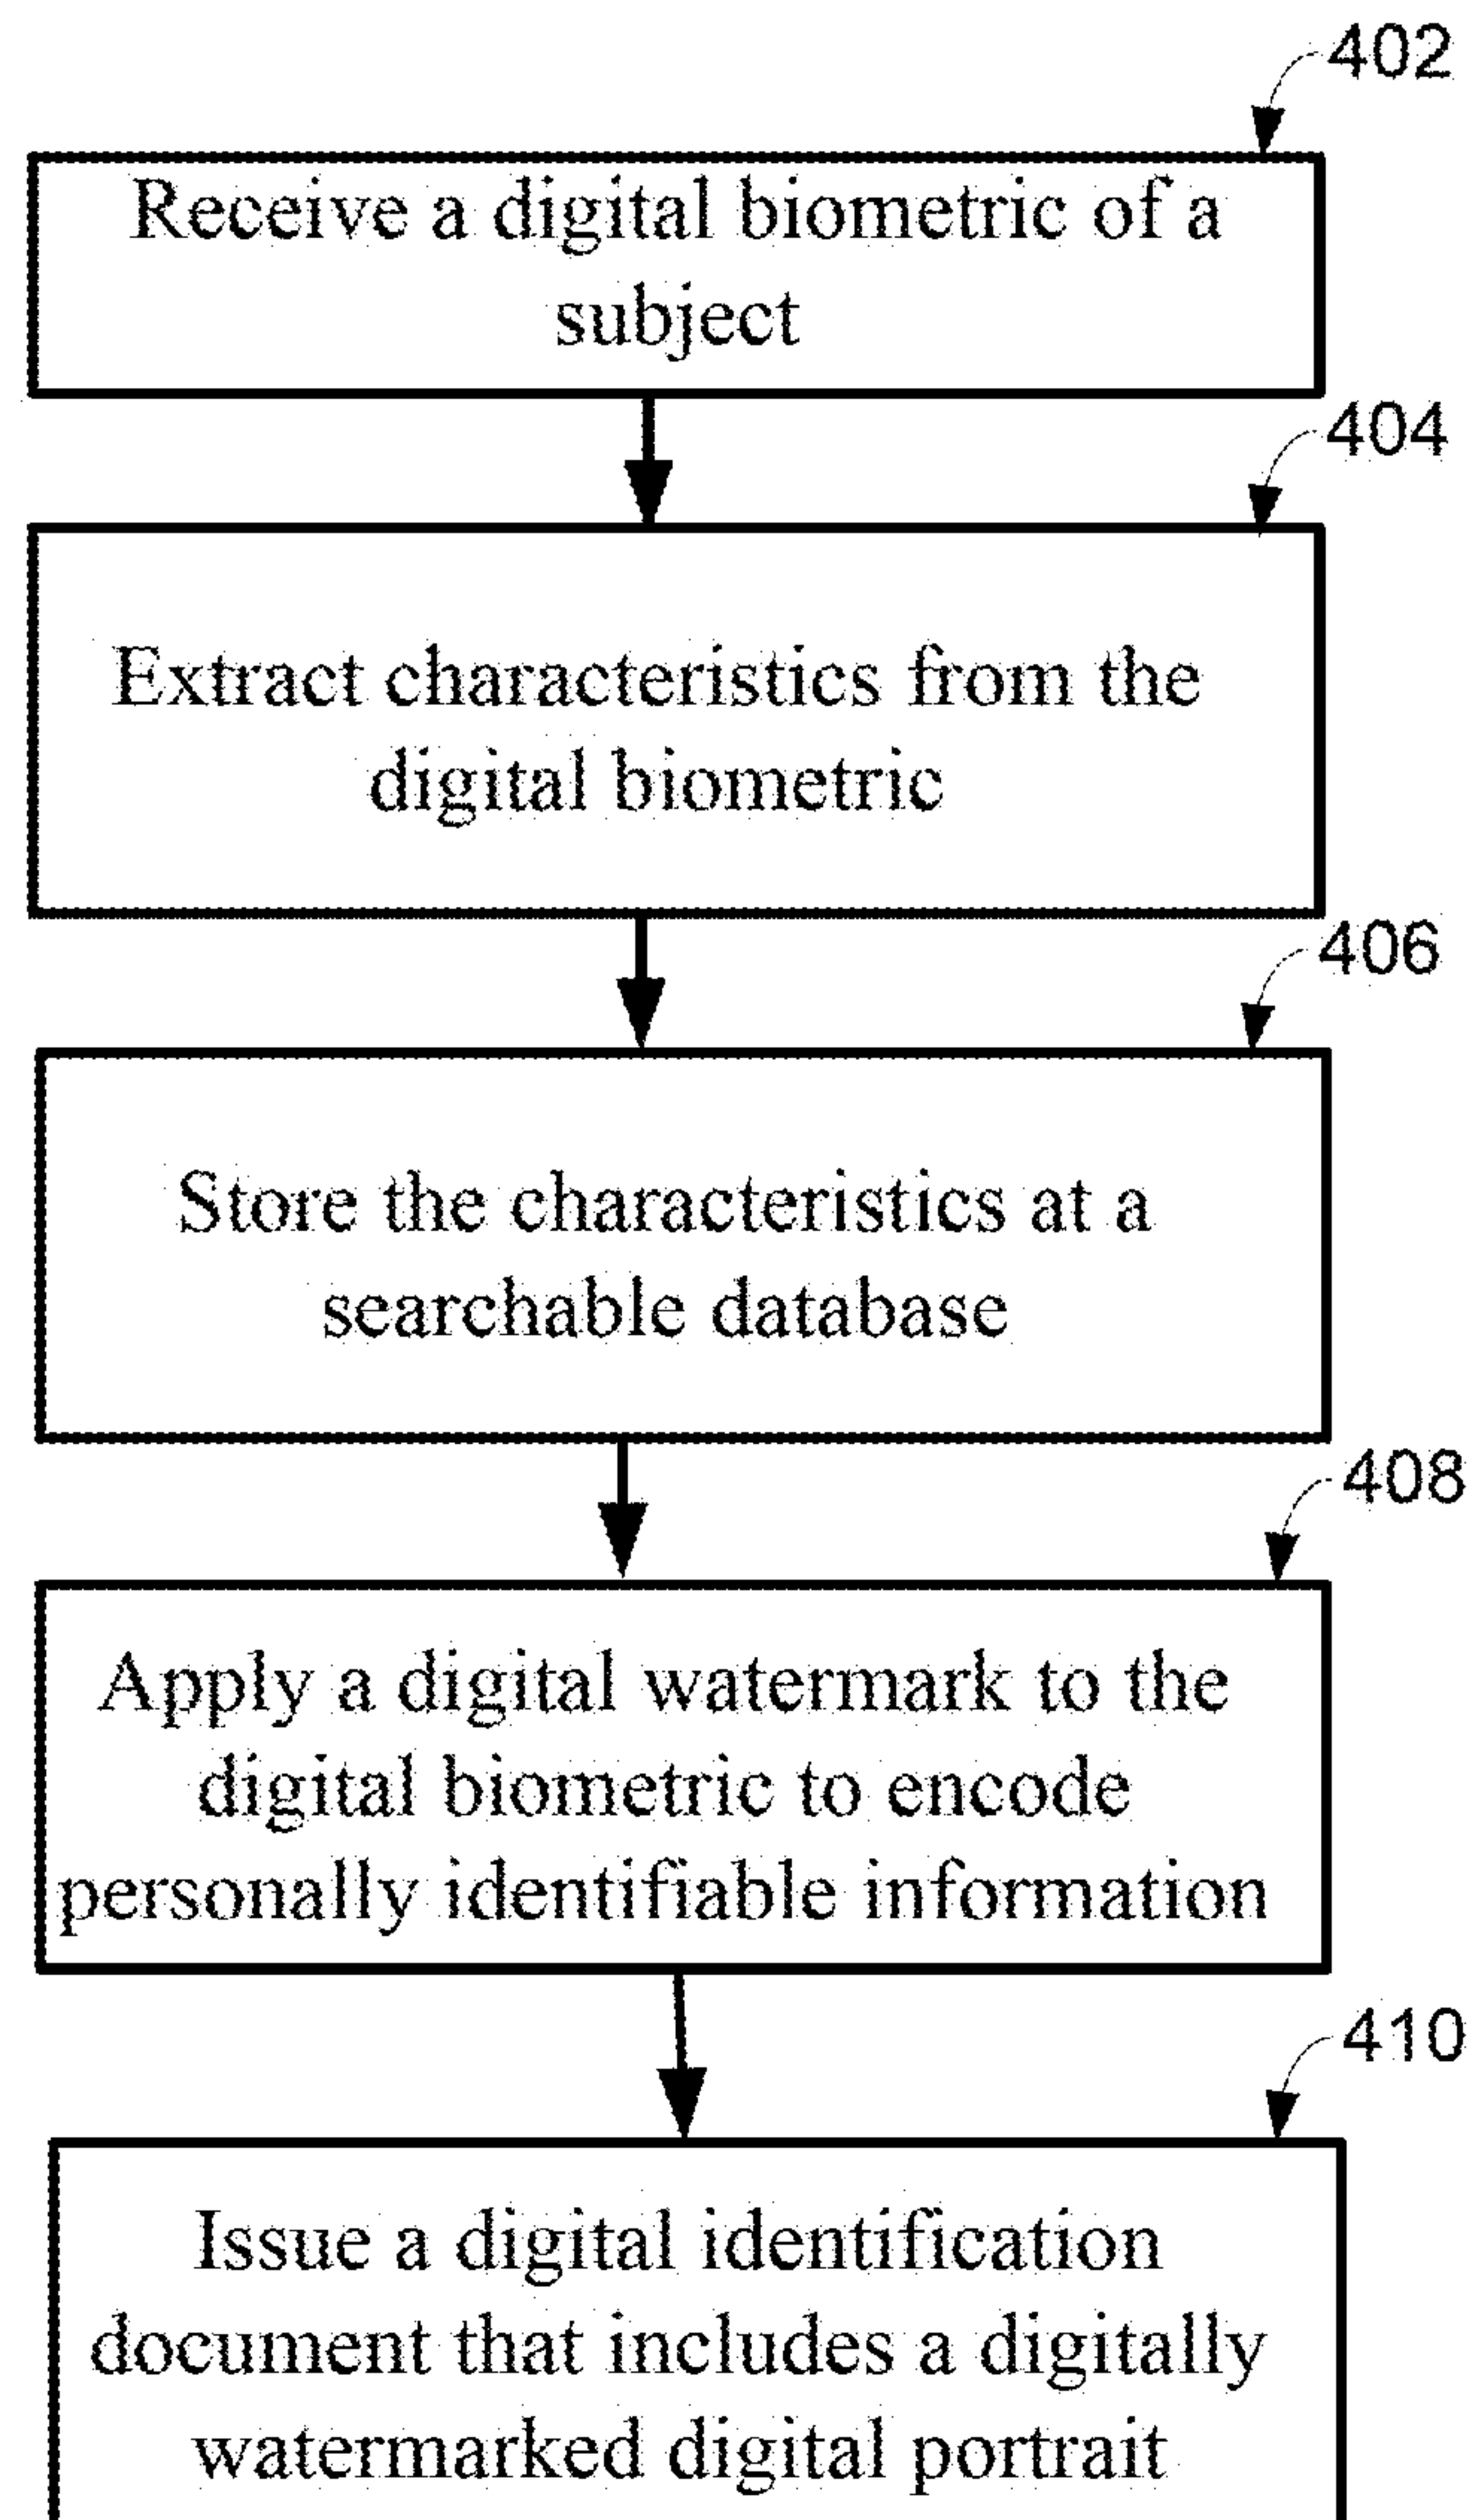 402
Receive a digital biometric of a
subject
404
Extract characteristics from the
digital biometric
406
Store the characteristics at a
searchable database
408
Apply a digital watermark to the
digital biometric to encode
personally identifiable information
410
Issue a digital identification
document that includes a digitally
watermarked digital portrait